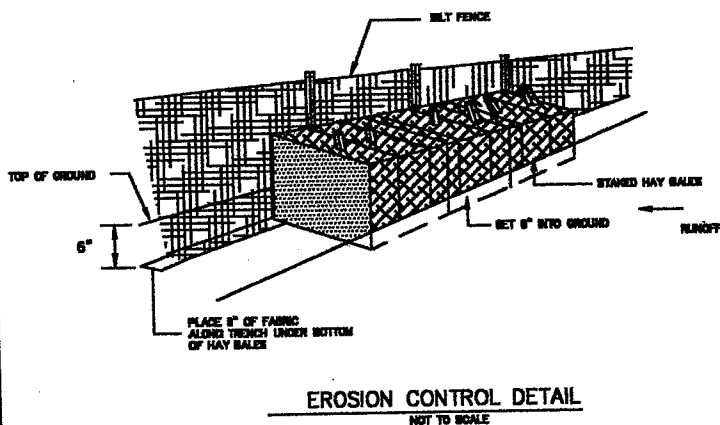 SILT FENCE
TOP OF GROUND
6"
STAKED HAY BALES
SET 6" INTO GROUND
RUNOFF
PLACE 8" OF FABRIC
ALONG TRENCH UNDER BOTTOM
OF HAY BALES
EROSION CONTROL DETAIL
NOT TO SCALE